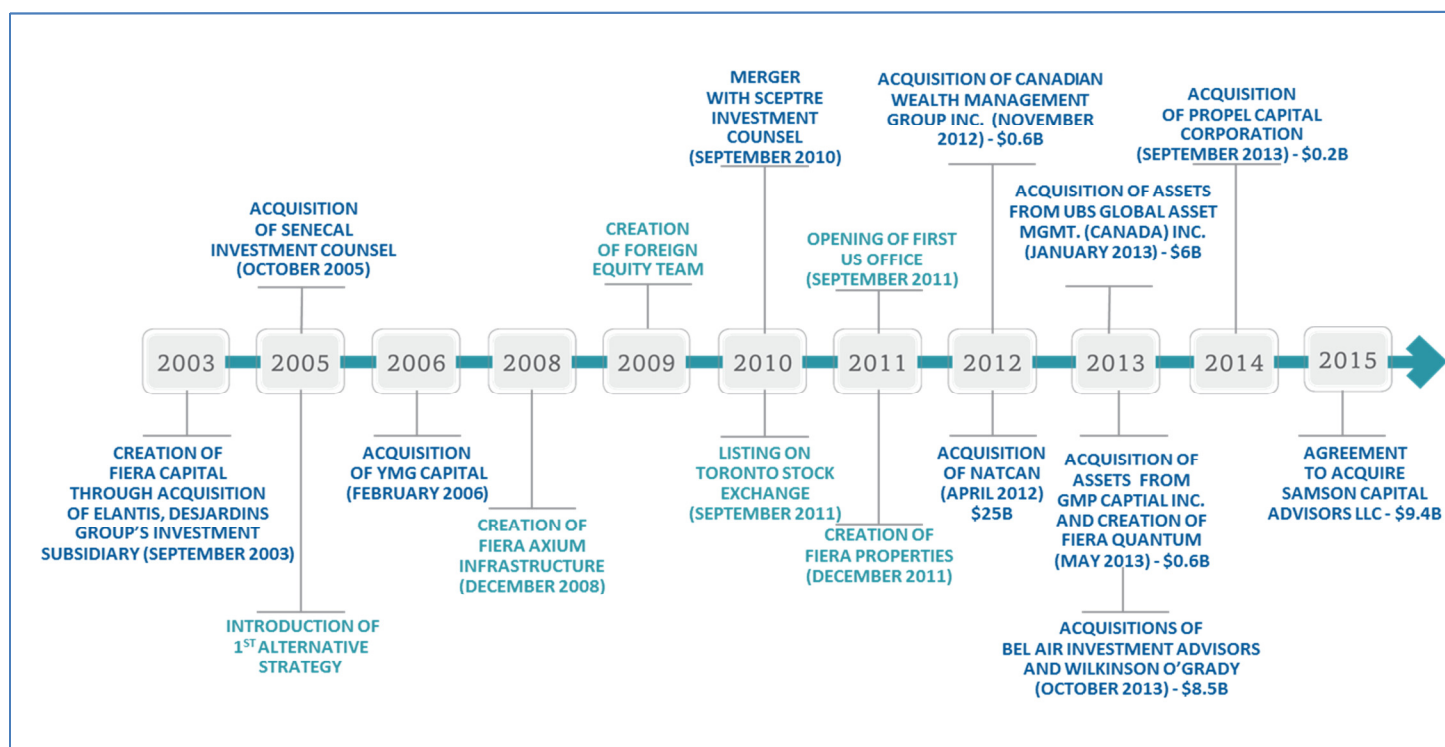 MERGER
WITH SCEPTRE
INVESTMENT
COUNSEL
(SEPTEMBER 2010)
ACQUISITION OF CANADIAN
WEALTH MANAGEMENT
GROUP INC. (NOVEMBER
2012) - $0.6B
ACQUISITION
OF PROPEL CAPITAL
CORPORATION
(SEPTEMBER 2013) - $0.2B
ACQUISITION
OF SENECAL
INVESTMENT COUNSEL
(OCTOBER 2005)
CREATION
OF FOREIGN
EQUITY TEAM
OPENING OF FIRST
US OFFICE
(SEPTEMBER 2011)
ACQUISITION OF ASSETS
FROM UBS GLOBAL ASSET
MGMT. (CANADA) INC.
(JANUARY 2013) - $6B
2003
2005
2006
2008
2009
2010
2011
2012
2013
2014
2015
CREATION OF
FIERA CAPITAL
THROUGH ACQUISITION
OF ELANTIS, DESJARDINS
GROUP'S INVESTMENT
SUBSIDIARY (SEPTEMBER 2003)
INTRODUCTION OF
1ST ALTERNATIVE
STRATEGY
ACQUISITION
OF YMG CAPITAL
(FEBRUARY 2006)
CREATION OF
FIERA AXIUM
INFRASTRUCTURE
(DECEMBER 2008)
LISTING ON
TORONTO STOCK
EXCHANGE
(SEPTEMBER 2011)
CREATION OF
FIERA PROPERTIES
(DECEMBER 2011)
ACQUISITION
OF NATCAN
(APRIL 2012)
$25B
ACQUISITION OF
ASSETS FROM
GMP CAPTIAL INC.
AND CREATION OF
FIERA QUANTUM
(MAY 2013) - $0.6B
ACQUISITIONS OF
BEL AIR INVESTMENT ADVISORS
AND WILKINSON O'GRADY
(OCTOBER 2013) - $8.5B
AGREEMENT
TO ACQUIRE
SAMSON CAPITAL
ADVISORS LLC - $9.4B